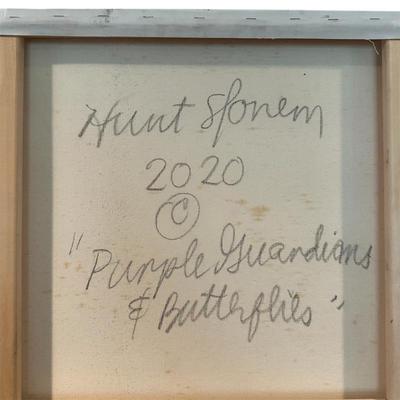 Hunt Slonem
2020
©
"Purple Guardians
& Butterflies"